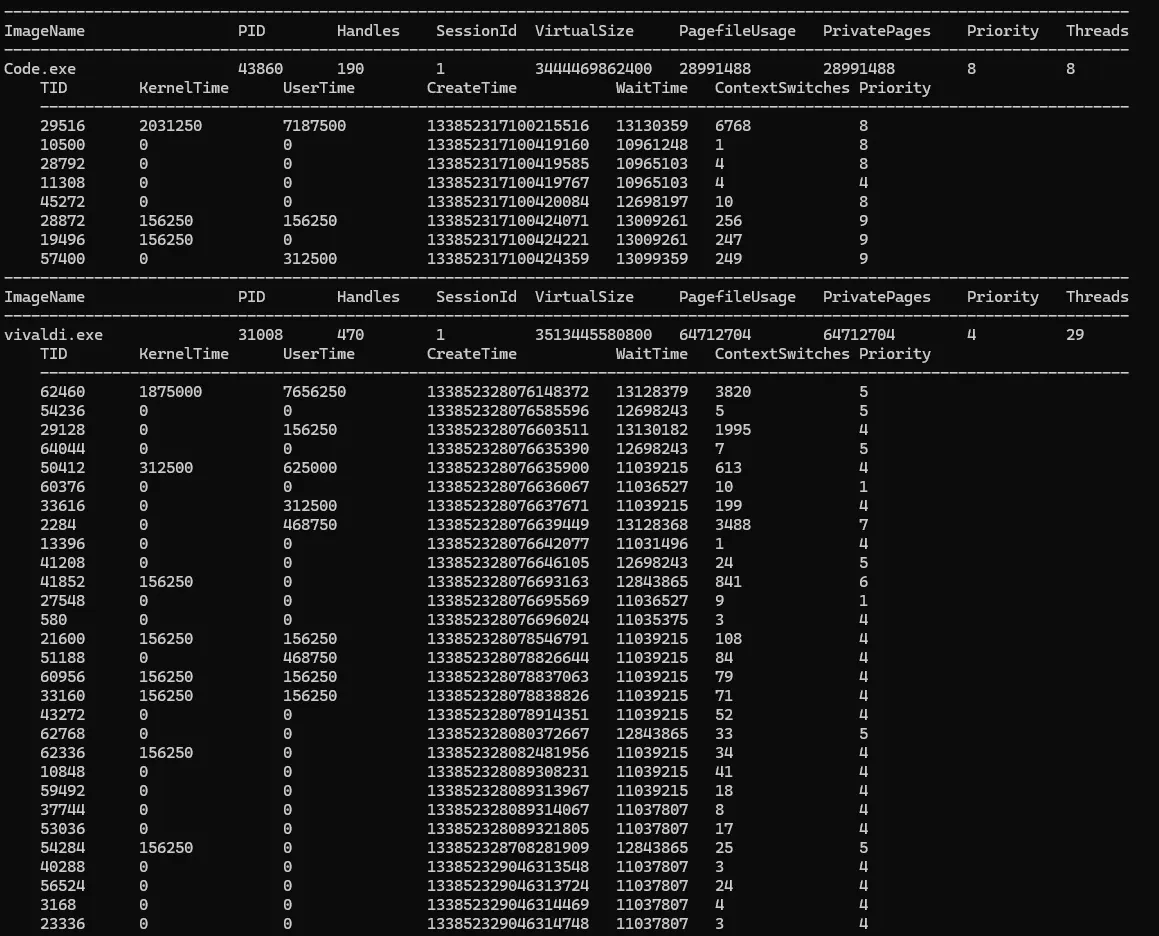 ImageName PID Handles SessionId VirtualSize PagefileUsage PrivatePages Priority Threads
Code.exe 43860 190 1 3444469862400 28991488 28991488 8 8
TID KernelTime UserTime CreateTime WaitTime ContextSwitches Priority
29516 2031250 7187500 133852317100215516 13130359 6768 8
10500 0 0 133852317100419160 10961248 1 8
28792 0 0 133852317100419585 10965103 4 8
11308 0 0 133852317100419767 10965103 4 4
45272 0 0 133852317100420084 12698197 10 8
28872 156250 156250 133852317100424071 13009261 256 9
19496 156250 0 133852317100424221 13009261 247 9
57400 0 312500 133852317100424359 13099359 249 9
ImageName PID Handles SessionId VirtualSize PagefileUsage PrivatePages Priority Threads
vivaldi.exe 31008 470 1 3513445580800 64712704 64712704 4 29
TID KernelTime UserTime CreateTime WaitTime ContextSwitches Priority
62460 1875000 7656250 133852328076148372 13128379 3820 5
54236 0 0 133852328076585596 12698243 5 5
29128 0 156250 133852328076603511 13130182 1995 4
64044 0 0 133852328076635390 12698243 7 5
50412 312500 625000 133852328076635900 11039215 613 4
60376 0 0 133852328076636067 11036527 10 1
33616 0 312500 133852328076637671 11039215 199 4
2284 0 468750 133852328076639449 13128368 3488 7
13396 0 0 133852328076642077 11031496 1 4
41208 0 0 133852328076646105 12698243 24 5
41852 156250 0 133852328076693163 12843865 841 6
27548 0 0 133852328076695569 11036527 9 1
580 0 0 133852328076696024 11035375 3 4
21600 156250 156250 133852328078546791 11039215 108 4
51188 0 468750 133852328078826644 11039215 84 4
60956 156250 156250 133852328078837063 11039215 79 4
33160 156250 156250 133852328078838826 11039215 71 4
43272 0 0 133852328078914351 11039215 52 4
62768 0 0 133852328080372667 12843865 33 5
62336 156250 0 133852328082481956 11039215 34 4
10848 0 0 133852328089308231 11039215 41 4
59492 0 0 133852328089313967 11039215 18 4
37744 0 0 133852328089314067 11037807 8 4
53036 0 0 133852328089321805 11037807 17 4
54284 156250 0 133852328708281909 12843865 25 5
40288 0 0 133852329046313548 11037807 3 4
56524 0 0 133852329046313724 11037807 24 4
3168 0 0 133852329046314469 11037807 4 4
23336 0 0 133852329046314748 11037807 3 4